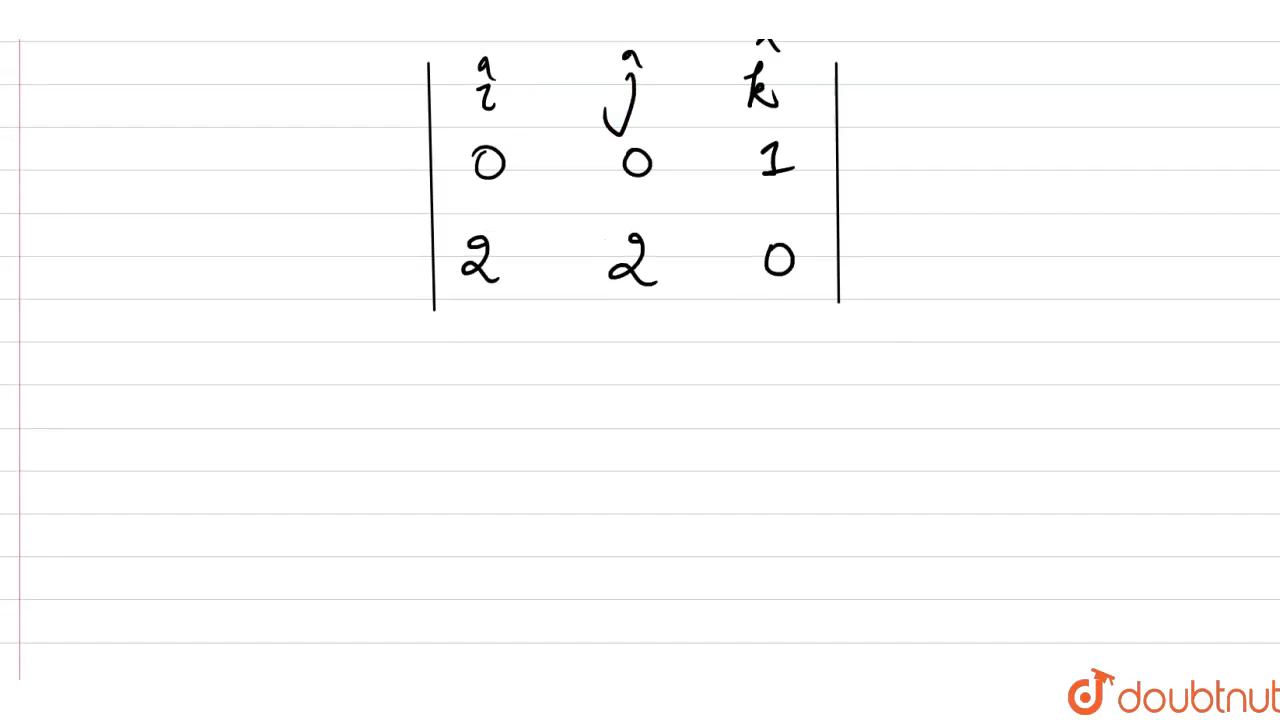 | î ĵ k̂ |
| 0 0 1 |
| 2 2 0 |
doubtnut